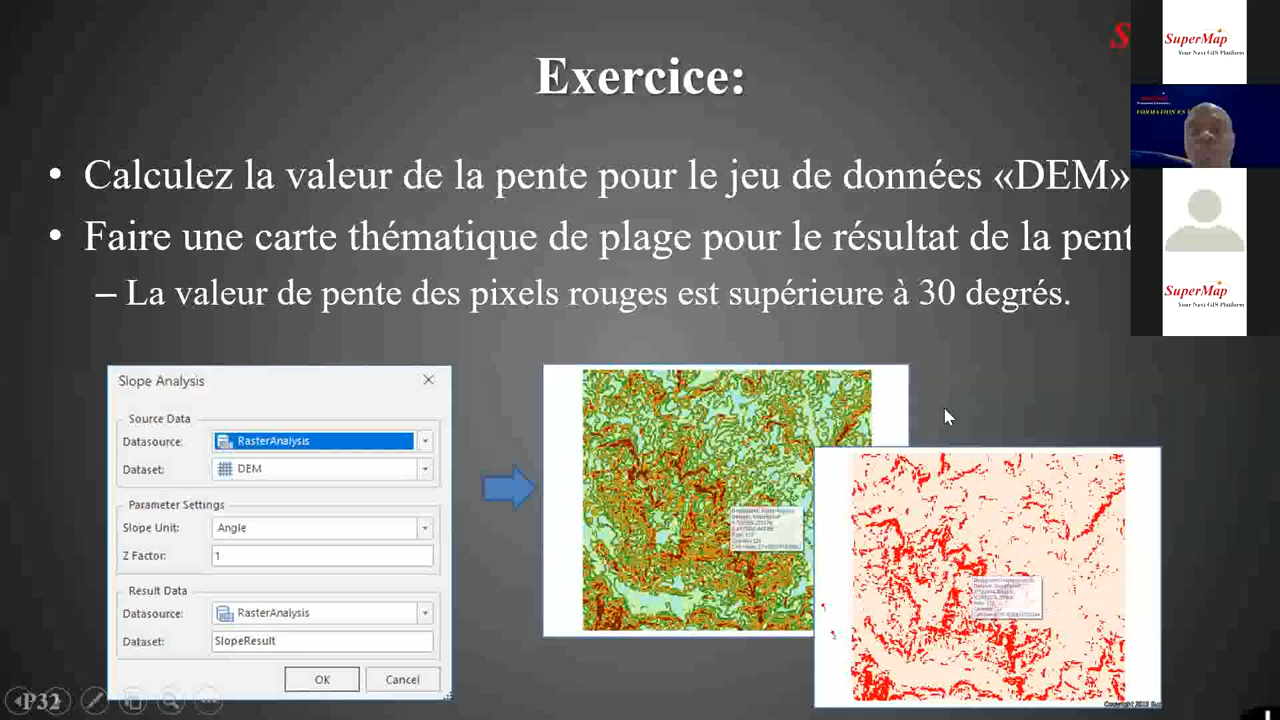 Exercice:
SuperMap
Your Next GIS Platform
• Calculez la valeur de la pente pour le jeu de données «DEM»
• Faire une carte thématique de plage pour le résultat de la pent
– La valeur de pente des pixels rouges est supérieure à 30 degrés.
SuperMap
Your Next GIS Platform
Slope Analysis
Source Data
Datasource: RasterAnalysis
Dataset: DEM
Parameter Settings
Slope Unit: Angle
Z Factor: 1
Result Data
Datasource: RasterAnalysis
Dataset: SlopeResult
OK Cancel
P32